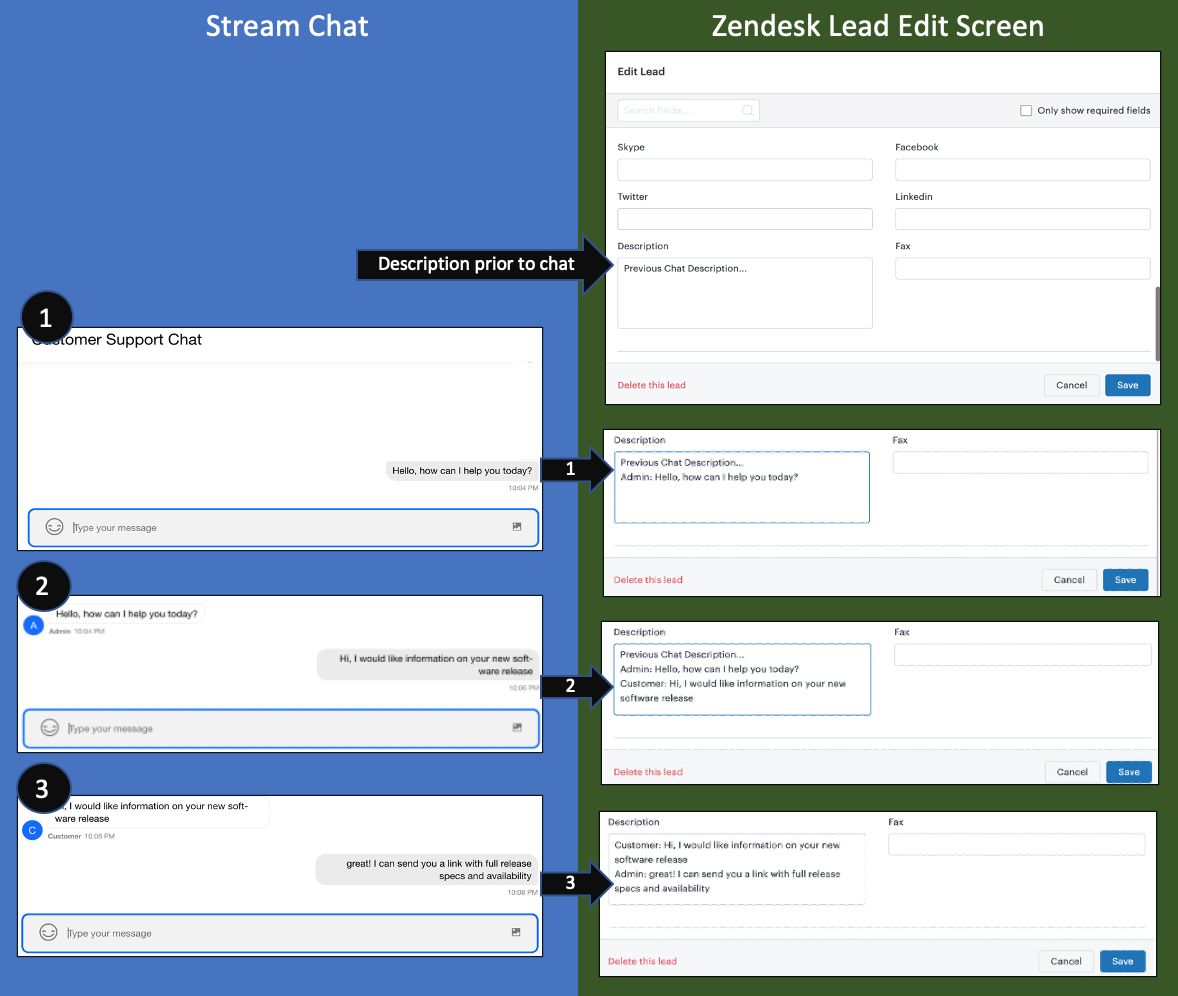 Stream Chat
Zendesk Lead Edit Screen
Edit Lead
Search fields...
Only show required fields
Skype
Facebook
Twitter
Linkedin
Description
Fax
Description prior to chat
Previous Chat Description...
Delete this lead
Cancel
Save
1
tomer Support Chat
Hello, how can I help you today?
10:04 PM
Type your message
1
Description
Fax
Previous Chat Description...
Admin: Hello, how can I help you today?
Delete this lead
Cancel
Save
2
Hello, how can I help you today?
A
Admin 10:04 PM
Hi, I would like information on your new soft-
ware release
10:06 PM
Type your message
2
Description
Fax
Previous Chat Description...
Admin: Hello, how can I help you today?
Customer: Hi, I would like information on your new
software release
Delete this lead
Cancel
Save
3
, I would like information on your new soft-
ware release
C
Customer 10:06 PM
great! I can send you a link with full release
specs and availability
10:08 PM
Type your message
3
Description
Fax
Customer: Hi, I would like information on your new
software release
Admin: great! I can send you a link with full release
specs and availability
Delete this lead
Cancel
Save